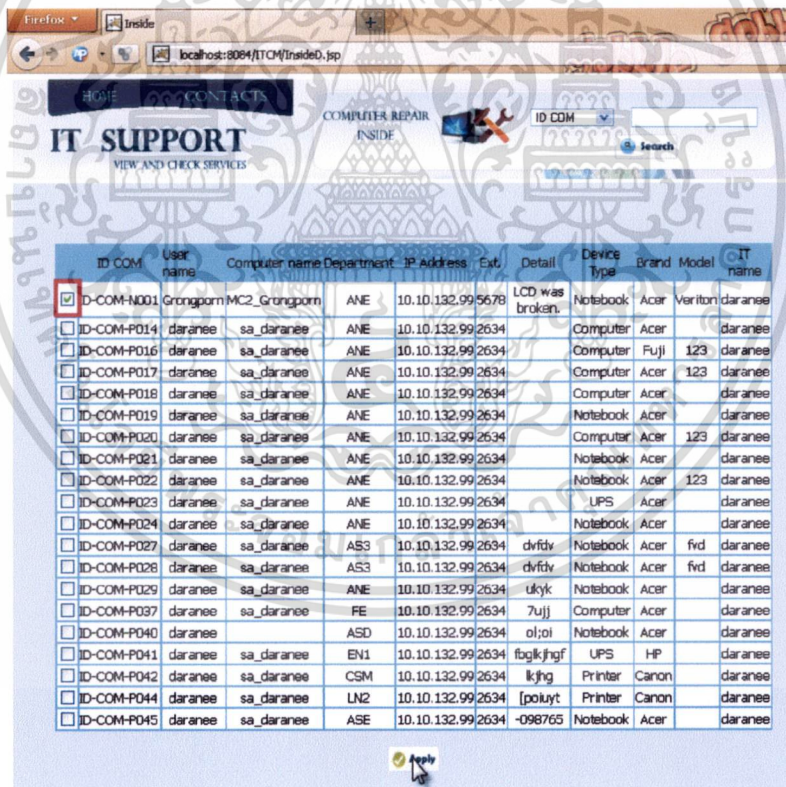 Firefox
Inside
localhost:8084/ITCM/InsideD.jsp
HOME CONTACTS
IT SUPPORT
VIEW AND CHECK SERVICES
COMPUTER REPAIR
INSIDE
ID COM
Search
ID COM User name Computer name Department IP Address Ext. Detail Device Type Brand Model IT name
ID-COM-N001 Grongporn MC2_Grongporn ANE 10.10.132.99 5678 LCD was broken. Notebook Acer Veriton daranee
ID-COM-P014 daranee sa_daranee ANE 10.10.132.99 2634 Computer Acer daranee
ID-COM-P016 daranee sa_daranee ANE 10.10.132.99 2634 Computer Fuji 123 daranee
ID-COM-P017 daranee sa_daranee ANE 10.10.132.99 2634 Computer Acer 123 daranee
ID-COM-P018 daranee sa_daranee ANE 10.10.132.99 2634 Computer Acer daranee
ID-COM-P019 daranee sa_daranee ANE 10.10.132.99 2634 Notebook Acer daranee
ID-COM-P020 daranee sa_daranee ANE 10.10.132.99 2634 Computer Acer 123 daranee
ID-COM-P021 daranee sa_daranee ANE 10.10.132.99 2634 Notebook Acer daranee
ID-COM-P022 daranee sa_daranee ANE 10.10.132.99 2634 Notebook Acer 123 daranee
ID-COM-P023 daranee sa_daranee ANE 10.10.132.99 2634 UPS Acer daranee
ID-COM-P024 daranee sa_daranee ANE 10.10.132.99 2634 Notebook Acer daranee
ID-COM-P027 daranee sa_daranee AS3 10.10.132.99 2634 dvfdv Notebook Acer fvd daranee
ID-COM-P028 daranee sa_daranee AS3 10.10.132.99 2634 dvfdv Notebook Acer fvd daranee
ID-COM-P029 daranee sa_daranee ANE 10.10.132.99 2634 ukyk Notebook Acer daranee
ID-COM-P037 daranee sa_daranee FE 10.10.132.99 2634 7ujj Computer Acer daranee
ID-COM-P040 daranee ASD 10.10.132.99 2634 ol;oi Notebook Acer daranee
ID-COM-P041 daranee sa_daranee EN1 10.10.132.99 2634 fbglkjhgf UPS HP daranee
ID-COM-P042 daranee sa_daranee CSM 10.10.132.99 2634 lkjhg Printer Canon daranee
ID-COM-P044 daranee sa_daranee LN2 10.10.132.99 2634 [poiuyt Printer Canon daranee
ID-COM-P045 daranee sa_daranee ASE 10.10.132.99 2634 -098765 Notebook Acer daranee
Apply